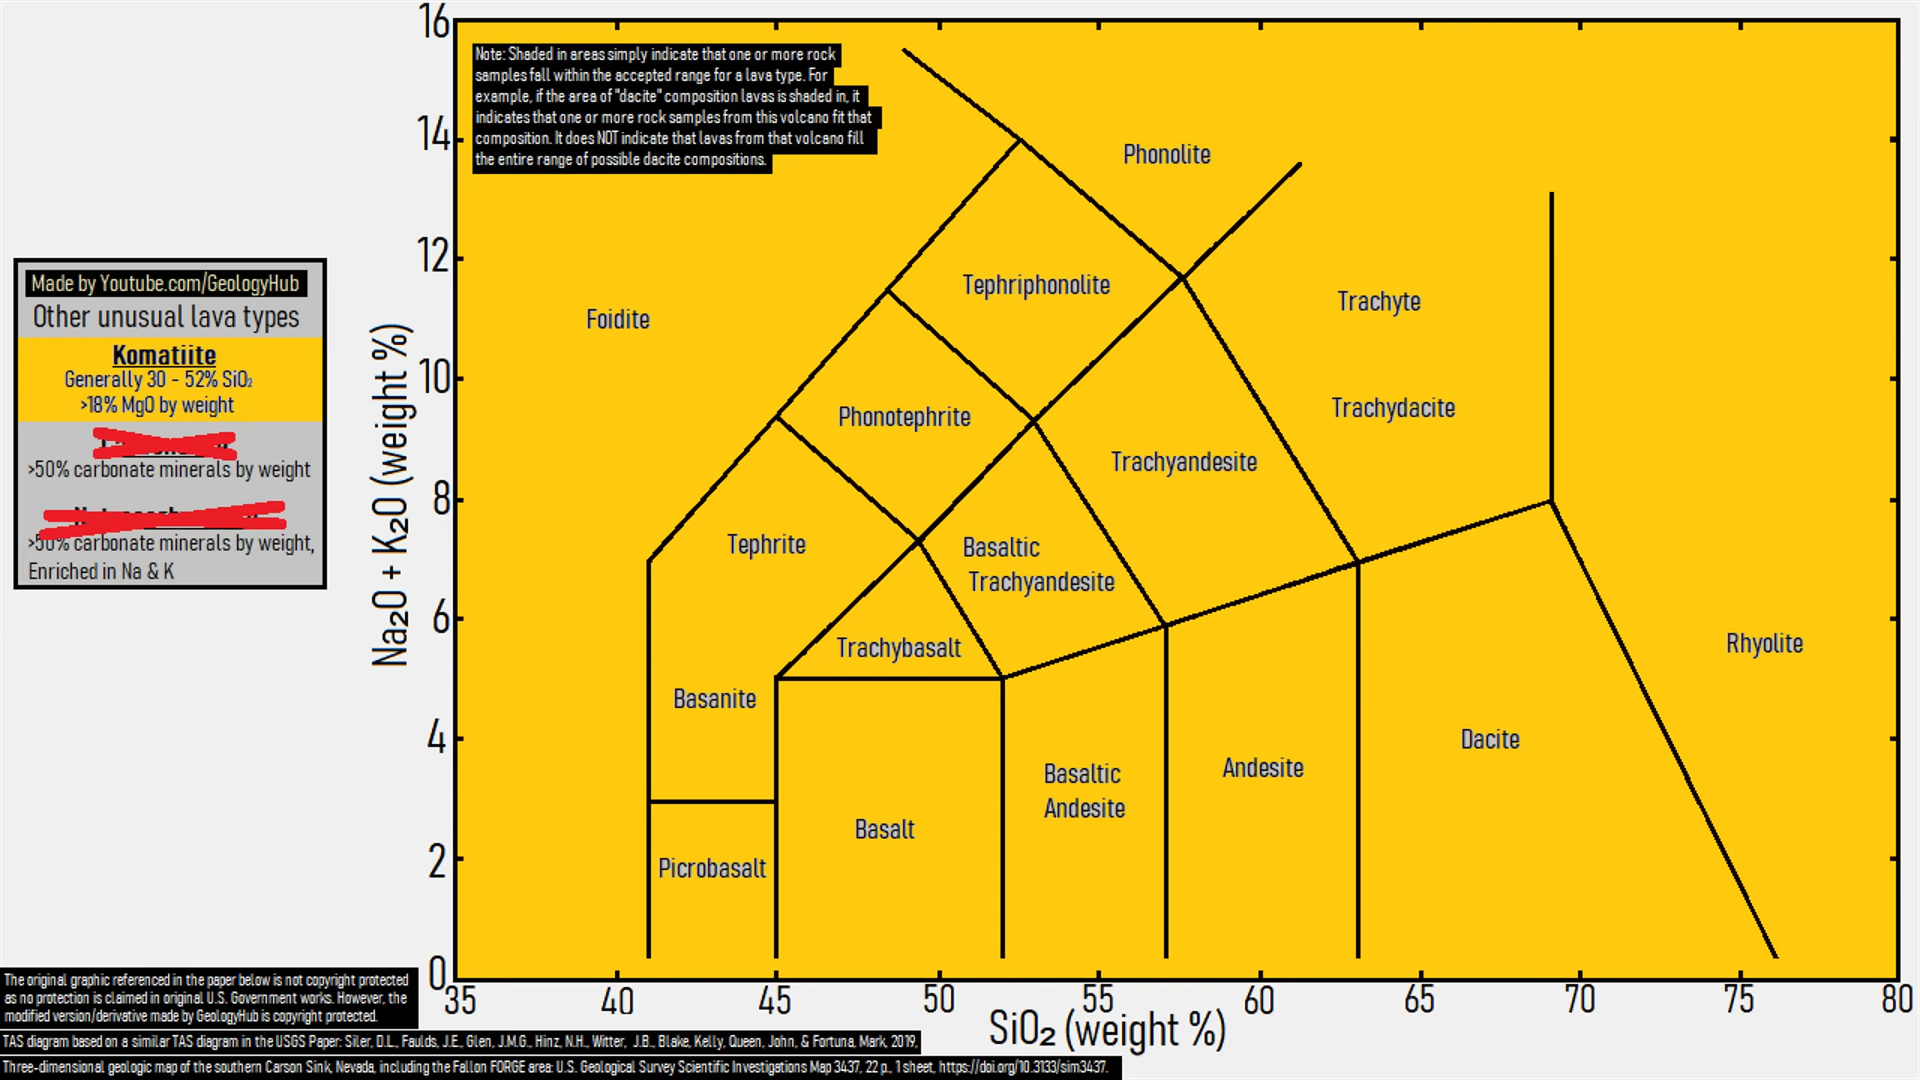 Note: Shaded in areas simply indicate that one or more rock
samples fall within the accepted range for a lava type. For
example, if the area of "dacite" composition lavas is shaded in, it
indicates that one or more rock samples from this volcano fit that
composition. It does NOT indicate that lavas from that volcano fill
the entire range of possible dacite compositions.
Made by Youtube.com/GeologyHub
Other unusual lava types
Komatiite
Generally 30 - 52% SiO₂
>18% MgO by weight
>50% carbonate minerals by weight
>50% carbonate minerals by weight,
Enriched in Na & K
Na₂O + K₂O (weight %)
16
14
12
10
8
6
4
2
0
Phonolite
Tephriphonolite
Foidite
Trachyte
Trachydacite
Phonotephrite
Trachyandesite
Tephrite
Basaltic
Trachyandesite
Trachybasalt
Rhyolite
Basanite
Dacite
Andesite
Basaltic
Andesite
Basalt
Picrobasalt
35 40 45 50 55 60 65 70 75 80
SiO₂ (weight %)
The original graphic referenced in the paper below is not copyright protected
as no protection is claimed in original U.S. Government works. However, the
modified version/derivative made by GeologyHub is copyright protected.
TAS diagram based on a similar TAS diagram in the USGS Paper: Siler, D.L., Faulds, J.E., Glen, J.M.G., Hinz, N.H., Witter, J.B., Blake, Kelly, Queen, John, & Fortuna, Mark, 2019,
Three-dimensional geologic map of the southern Carson Sink, Nevada, including the Fallon FORGE area: U.S. Geological Survey Scientific Investigations Map 3437, 22 p., 1 sheet, https://doi.org/10.3133/sim3437.